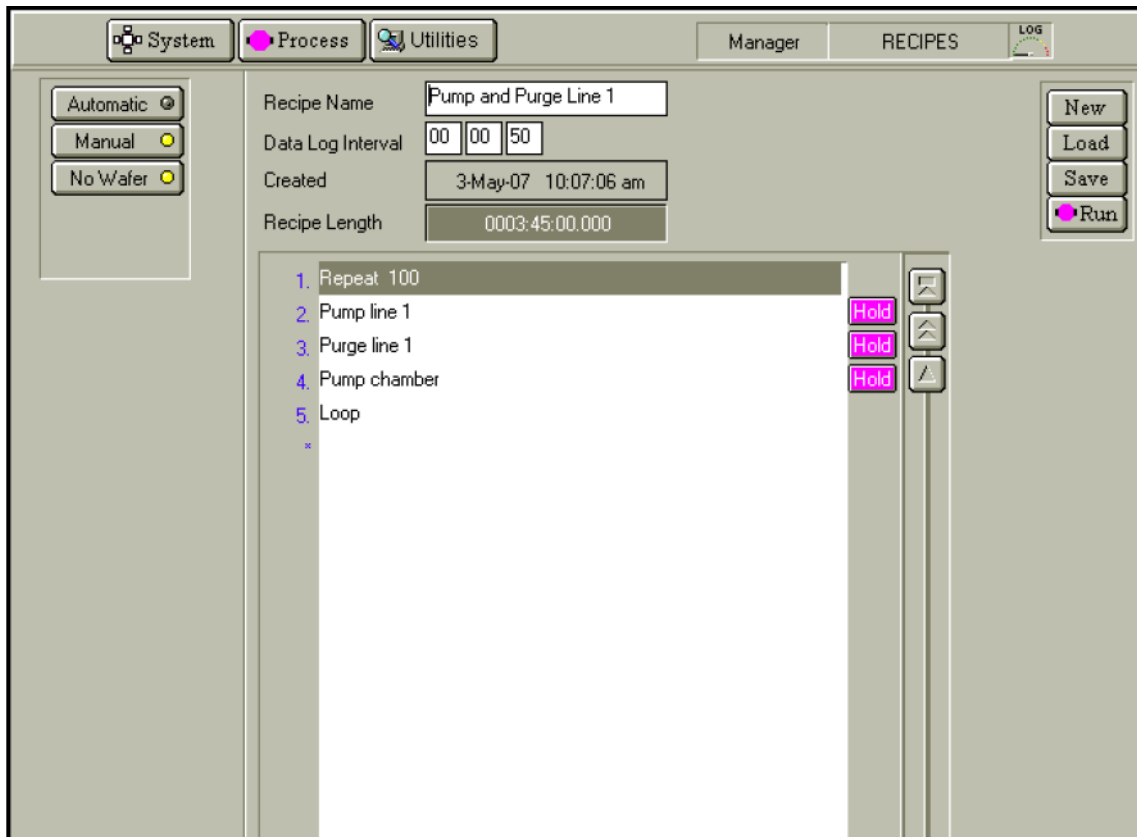 System Process Utilities Manager RECIPES LOG
Automatic
Manual
No Wafer
Recipe Name Pump and Purge Line 1
Data Log Interval 00 00 50
Created 3-May-07 10:07:06 am
Recipe Length 0003:45:00.000
New
Load
Save
Run
1. Repeat 100
2. Pump line 1 Hold
3. Purge line 1 Hold
4. Pump chamber Hold
5. Loop
*